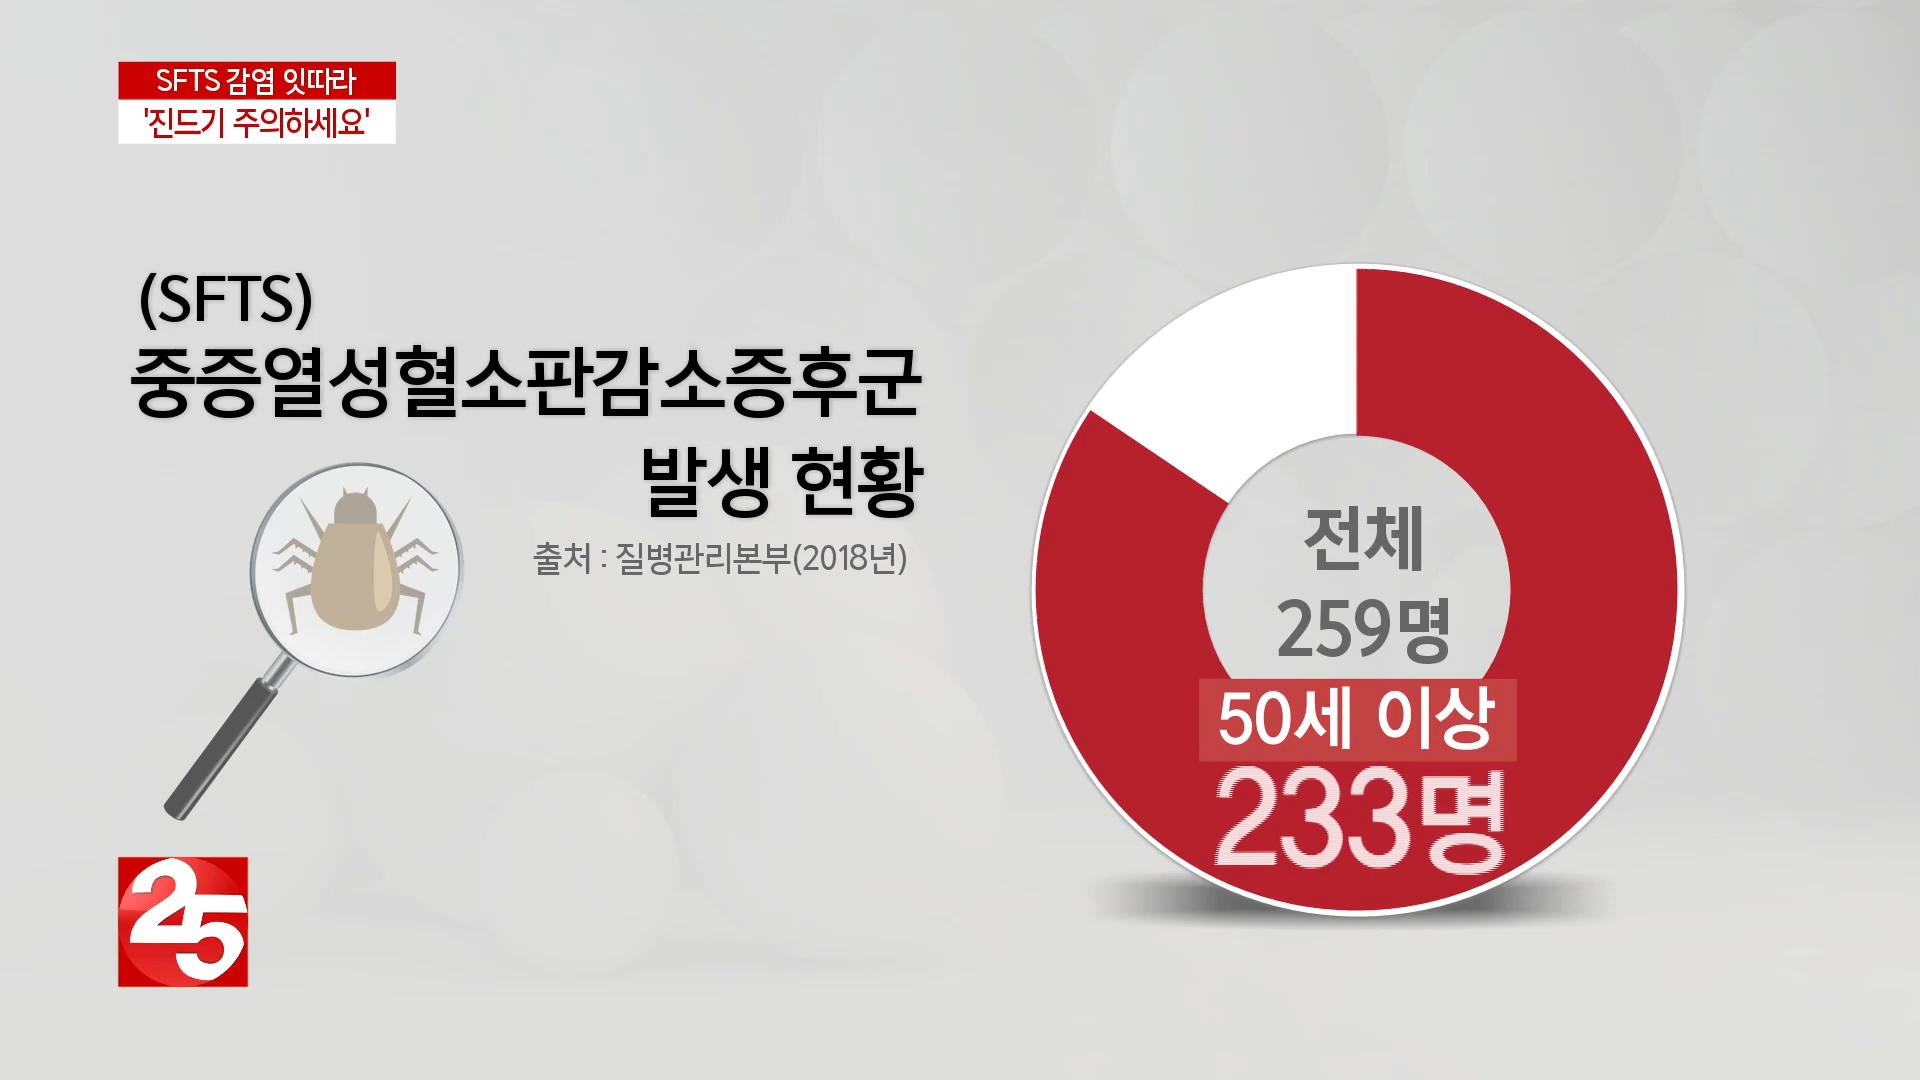 SFTS 감염 잇따라
'진드기 주의하세요'
(SFTS)
중증열성혈소판감소증후군
발생 현황
출처 : 질병관리본부(2018년)
전체
259명
50세 이상
233명
25